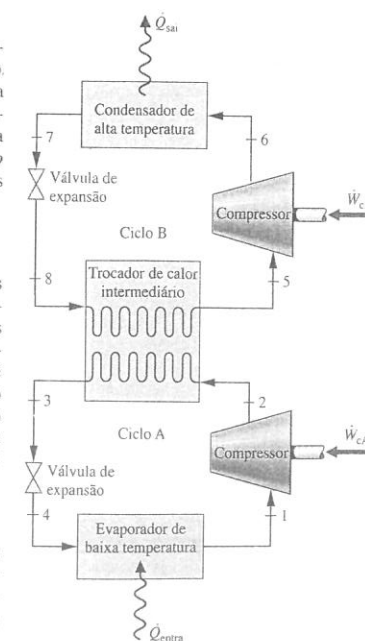 Q̇sai
Condensador de
alta temperatura
7
6
Válvula de
expansão
Compressor
Ẇc
Ciclo B
8
Trocador de calor
intermediário
5
3
2
Ciclo A
Compressor
ẆcA
Válvula de
expansão
4
1
Evaporador de
baixa temperatura
Q̇entra